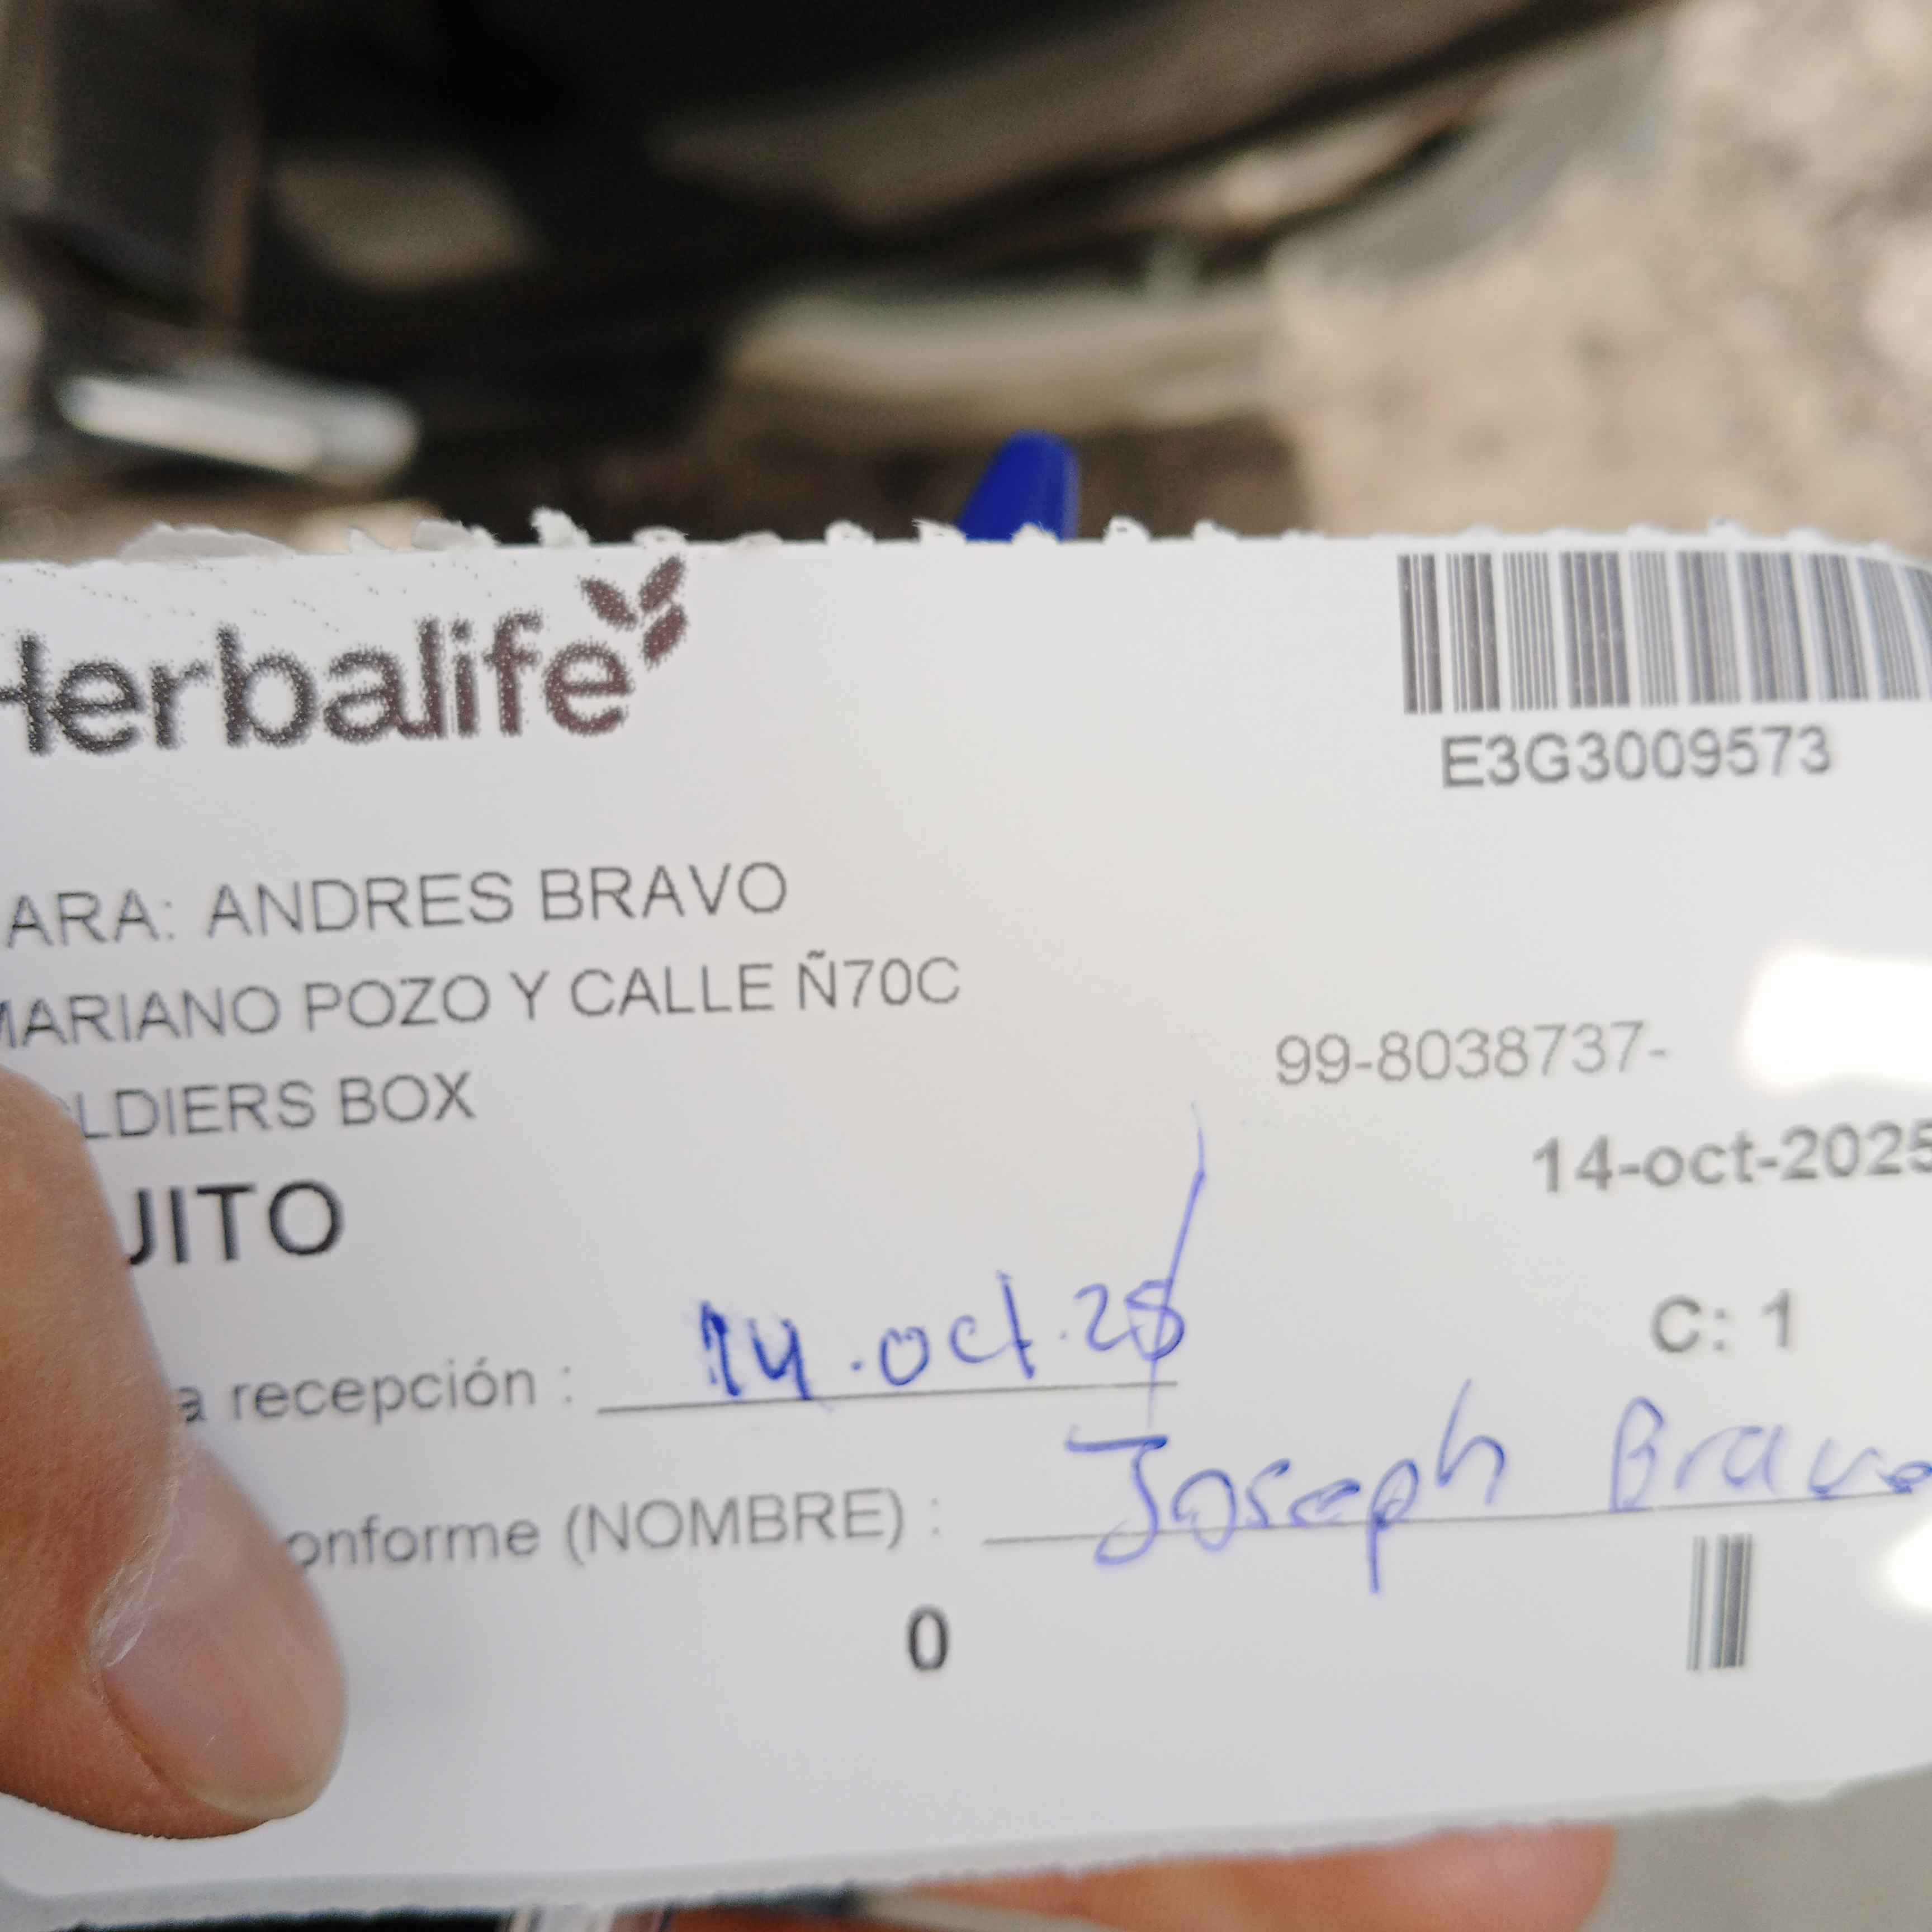 Herbalife
E3G3009573
ARA: ANDRES BRAVO
MARIANO POZO Y CALLE Ñ70C
LDIERS BOX
99-8038737-
14-oct-2025
UITO
C: 1
a recepción : 14.oct.25
onforme (NOMBRE) : Joseph Bravo
0